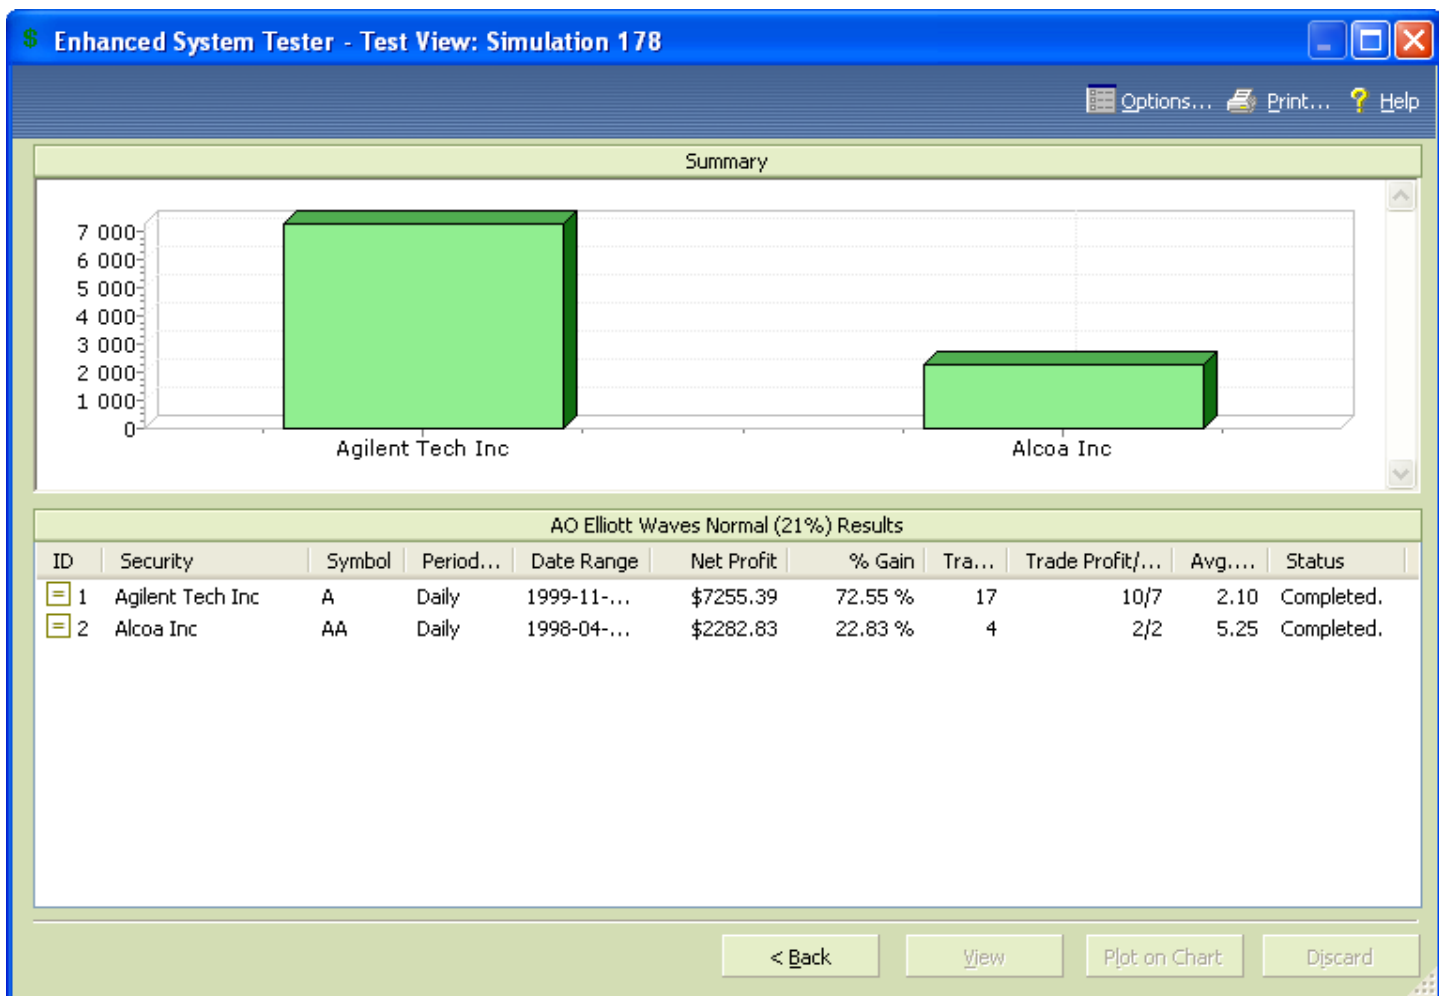 $ Enhanced System Tester - Test View: Simulation 178
Options... Print... ? Help
Summary
7 000
6 000
5 000
4 000
3 000
2 000
1 000
0
Agilent Tech Inc Alcoa Inc
AO Elliott Waves Normal (21%) Results
ID Security Symbol Period... Date Range Net Profit % Gain Tra... Trade Profit/... Avg.... Status
1 Agilent Tech Inc A Daily 1999-11-... $7255.39 72.55 % 17 10/7 2.10 Completed.
2 Alcoa Inc AA Daily 1998-04-... $2282.83 22.83 % 4 2/2 5.25 Completed.
< Back View Plot on Chart Discard